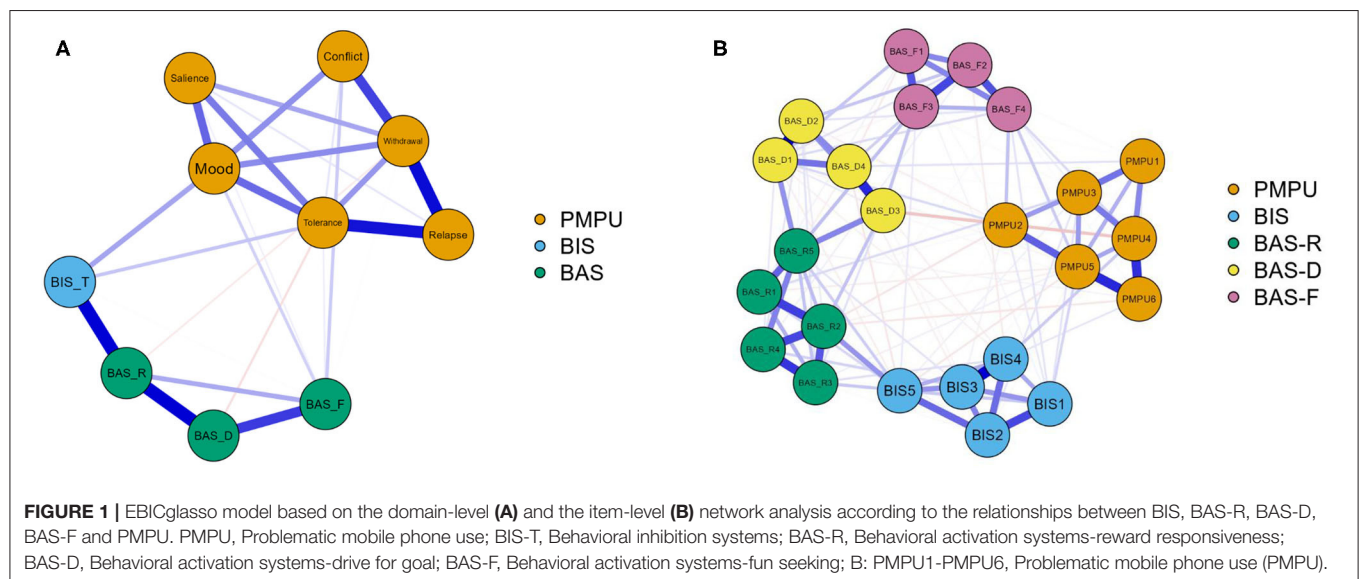 A
Conflict
Salience
Withdrawal
Mood
Tolerance
Relapse
BIS_T
BAS_R
BAS_F
BAS_D
PMPU
BIS
BAS
B
BAS_F1
BAS_F2
BAS_F3
BAS_F4
BAS_D2
BAS_D1
BAS_D4
BAS_D3
PMPU1
PMPU3
PMPU2
PMPU4
PMPU5
PMPU6
BAS_R5
BAS_R1
BAS_R2
BAS_R4
BAS_R3
BIS4
BIS3
BIS5
BIS1
BIS2
PMPU
BIS
BAS-R
BAS-D
BAS-F
FIGURE 1 | EBICglasso model based on the domain-level (A) and the item-level (B) network analysis according to the relationships between BIS, BAS-R, BAS-D,
BAS-F and PMPU. PMPU, Problematic mobile phone use; BIS-T, Behavioral inhibition systems; BAS-R, Behavioral activation systems-reward responsiveness;
BAS-D, Behavioral activation systems-drive for goal; BAS-F, Behavioral activation systems-fun seeking; B: PMPU1-PMPU6, Problematic mobile phone use (PMPU).